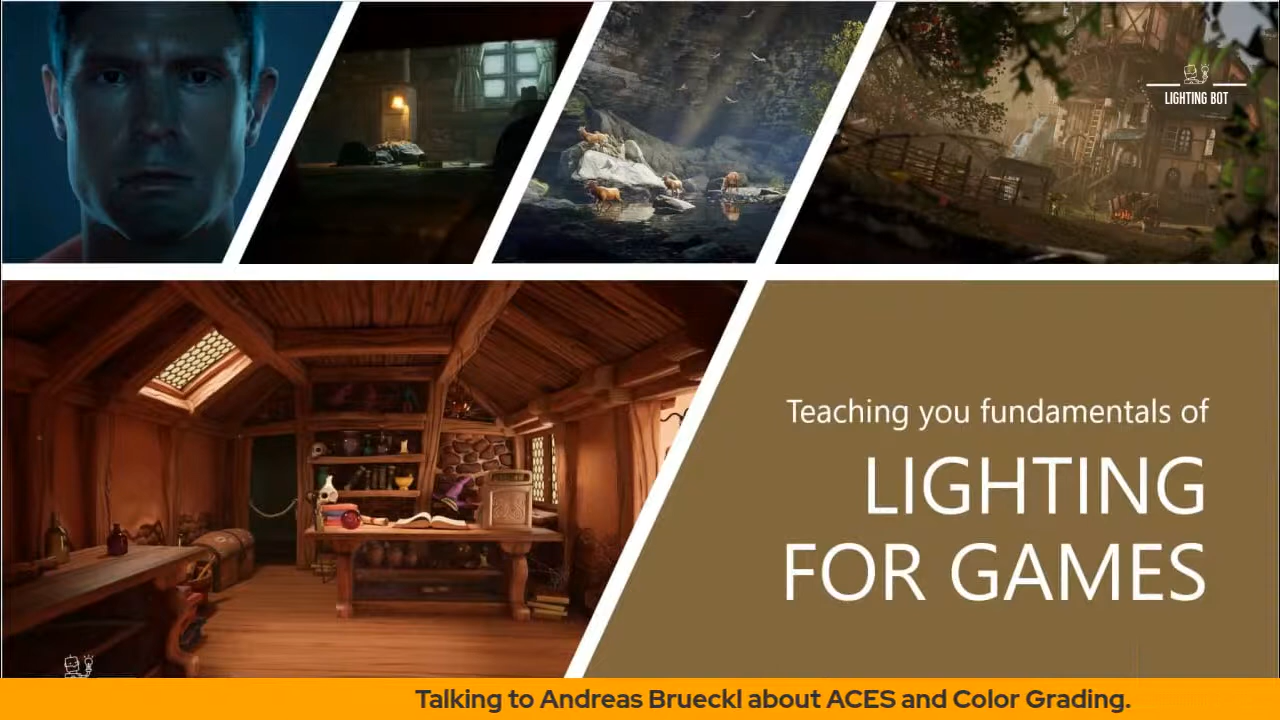 LIGHTING BOT
Teaching you fundamentals of
LIGHTING
FOR GAMES
Talking to Andreas Brueckl about ACES and Color Grading.